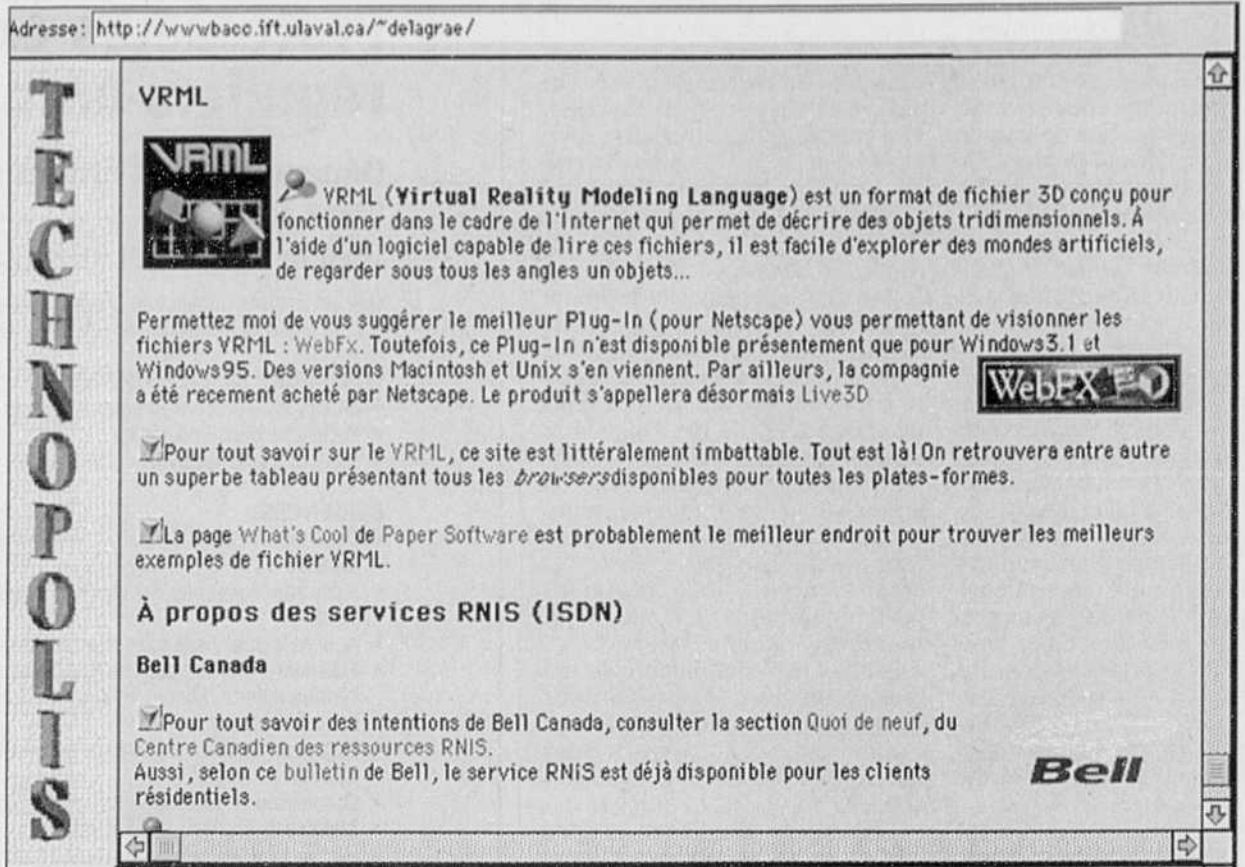 Adresse: http://wwwbacc.ift.ulaval.ca/~delagrae/
TECHNOPOLIS
VRML
VRML
VRML (Virtual Reality Modeling Language) est un format de fichier 3D conçu pour
fonctionner dans le cadre de l'Internet qui permet de décrire des objets tridimensionnels. À
l'aide d'un logiciel capable de lire ces fichiers, il est facile d'explorer des mondes artificiels,
de regarder sous tous les angles un objets...
Permettez moi de vous suggérer le meilleur Plug-In (pour Netscape) vous permettant de visionner les
fichiers VRML : WebFx. Toutefois, ce Plug-In n'est disponible présentement que pour Windows3.1 et
Windows95. Des versions Macintosh et Unix s'en viennent. Par ailleurs, la compagnie
a été recement acheté par Netscape. Le produit s'appellera désormais Live3D
WebFX 3D
Pour tout savoir sur le VRML, ce site est littéralement imbattable. Tout est là! On retrouvera entre autre
un superbe tableau présentant tous les browsersdisponibles pour toutes les plates-formes.
La page What's Cool de Paper Software est probablement le meilleur endroit pour trouver les meilleurs
exemples de fichier VRML.
À propos des services RNIS (ISDN)
Bell Canada
Pour tout savoir des intentions de Bell Canada, consulter la section Quoi de neuf, du
Centre Canadien des ressources RNIS.
Aussi, selon ce bulletin de Bell, le service RNiS est déjà disponible pour les clients
résidentiels.
Bell